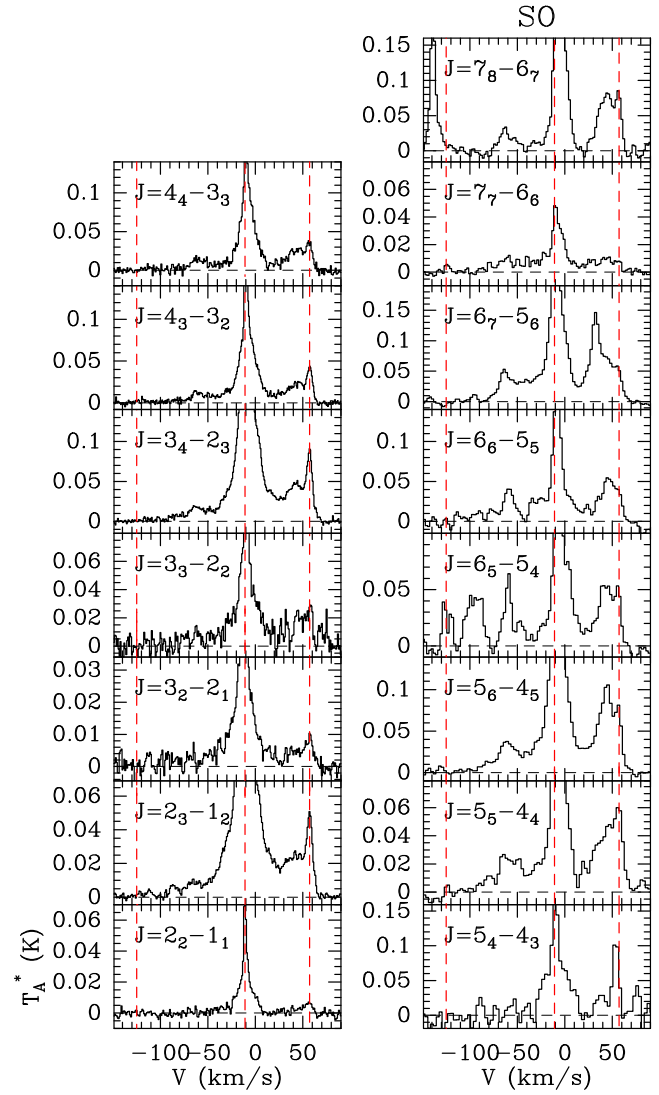 SO
0.15
0.1
0.05
0
J=7₈−6₇
0.1
0.05
0
J=4₄−3₃
0.06
0.04
0.02
0
J=7₇−6₆
0.1
0.05
0
J=4₃−3₂
0.15
0.1
0.05
0
J=6₇−5₆
0.1
0.05
0
J=3₄−2₃
0.1
0.05
0
J=6₆−5₅
0.06
0.04
0.02
0
J=3₃−2₂
0.05
0
J=6₅−5₄
0.03
0.02
0.01
0
J=3₂−2₁
0.1
0.05
0
J=5₆−4₅
0.06
0.04
0.02
0
J=2₃−1₂
0.06
0.04
0.02
0
J=5₅−4₄
0.06
0.04
0.02
0
J=2₂−1₁
0.15
0.1
0.05
0
J=5₄−4₃
T_A* (K)
−100−50 0 50
−100−50 0 50
V (km/s)
V (km/s)